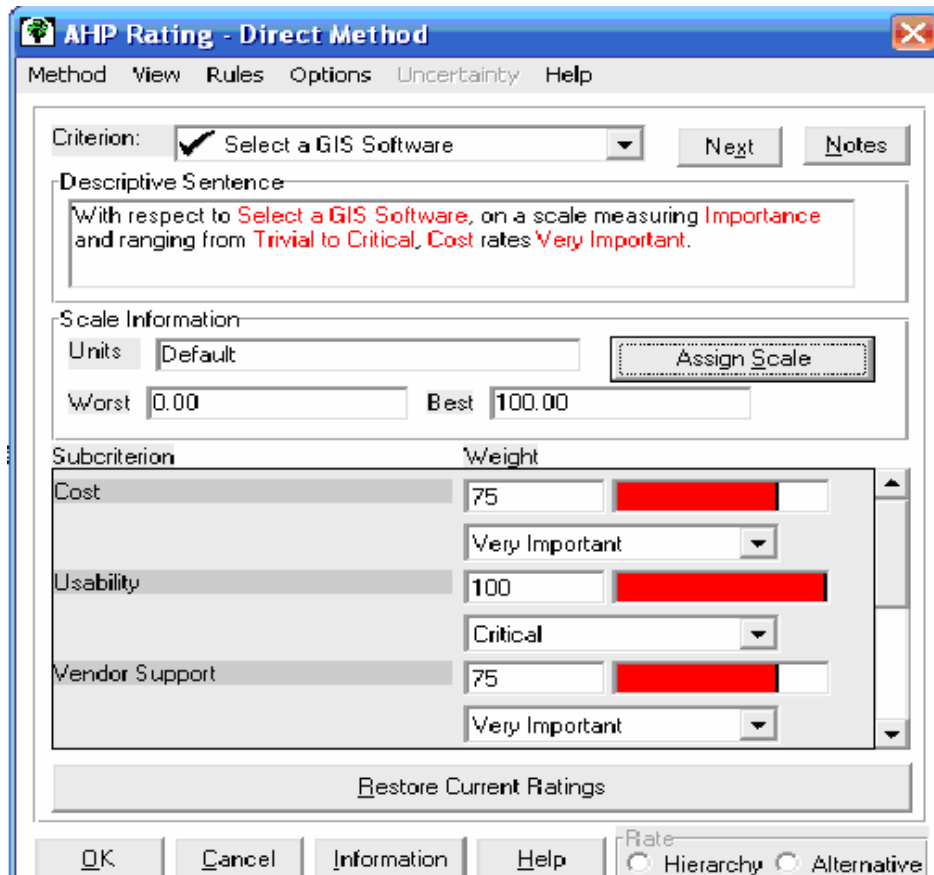 AHP Rating - Direct Method
Method View Rules Options Uncertainty Help
Criterion: Select a GIS Software Next Notes
Descriptive Sentence
With respect to Select a GIS Software, on a scale measuring Importance
and ranging from Trivial to Critical, Cost rates Very Important.
Scale Information
Units Default Assign Scale
Worst 0.00 Best 100.00
Subcriterion Weight
Cost 75
Very Important
Usability 100
Critical
Vendor Support 75
Very Important
Restore Current Ratings
Rate
OK Cancel Information Help Hierarchy Alternative